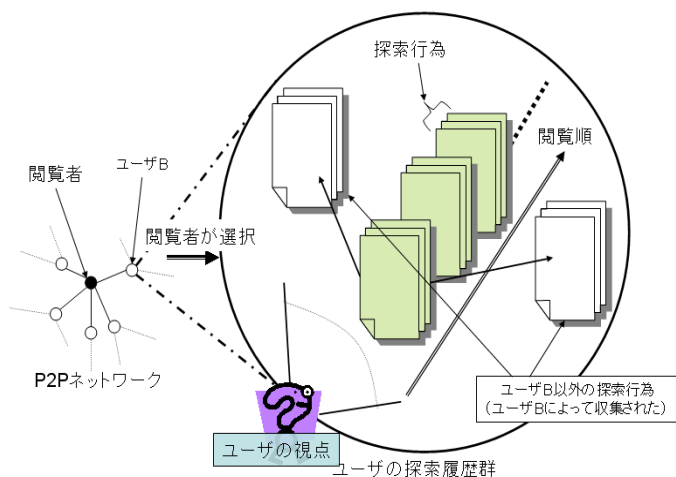 探索行為
閲覧順
ユーザB
閲覧者
閲覧者が選択
P2Pネットワーク
ユーザB以外の探索行為
（ユーザBによって収集された）
ユーザの視点
ユーザの探索履歴群